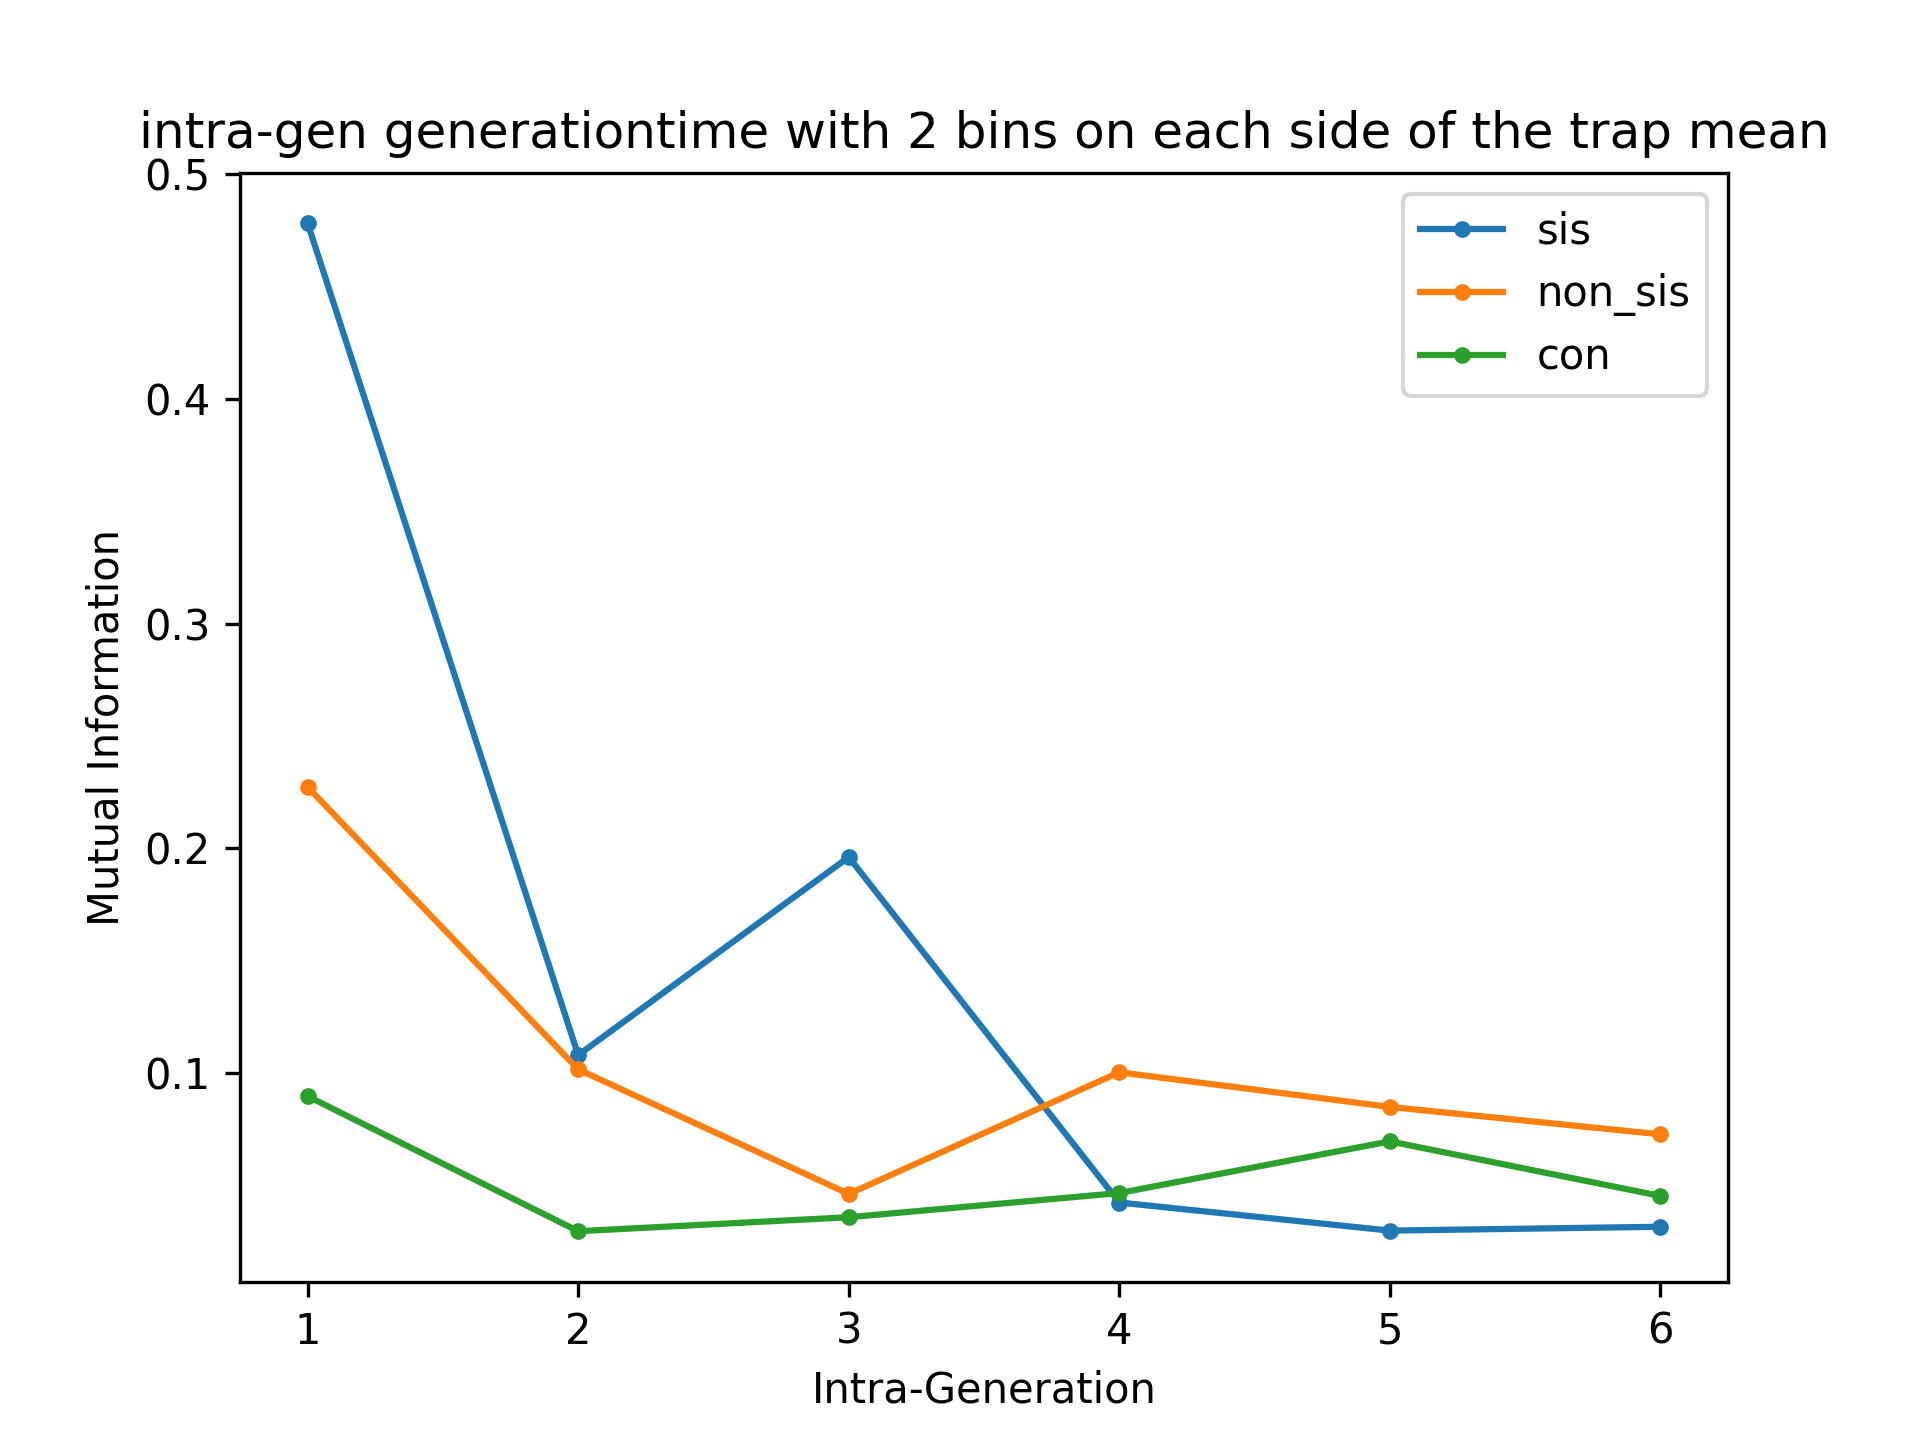 intra-gen generationtime with 2 bins on each side of the trap mean
0.5
0.4
0.3
0.2
0.1
Mutual Information
sis
non_sis
con
1 2 3 4 5 6
Intra-Generation